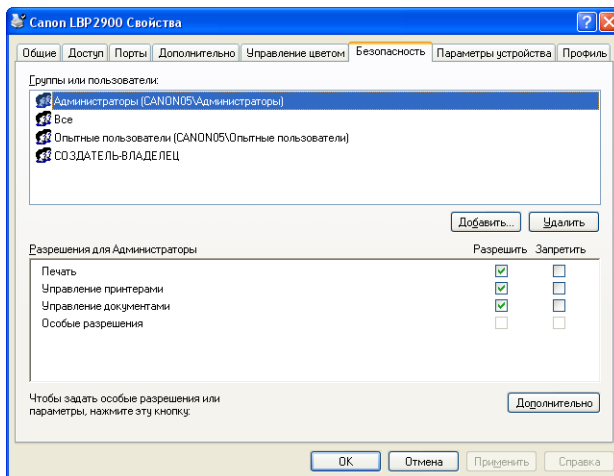 Canon LBP2900 Свойства
Общие Доступ Порты Дополнительно Управление цветом Безопасность Параметры устройства Профиль
Группы или пользователи:
Администраторы (CANON05\Администраторы)
Все
Опытные пользователи (CANON05\Опытные пользователи)
СОЗДАТЕЛЬ-ВЛАДЕЛЕЦ
Добавить... Удалить
Разрешения для Администраторы Разрешить Запретить
Печать
Управление принтерами
Управление документами
Особые разрешения
Чтобы задать особые разрешения или
параметры, нажмите эту кнопку:
Дополнительно
OK Отмена Применить Справка